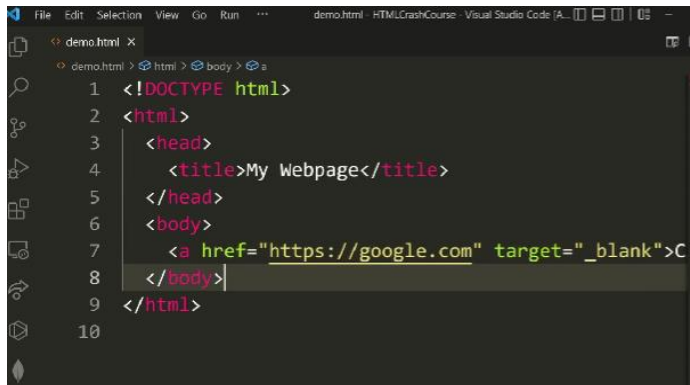 File Edit Selection View Go Run ··· demo.html - HTMLCrashCourse - Visual Studio Code [A...
demo.html ×
demo.html > html > body > a
1 <!DOCTYPE html>
2 <html>
3 <head>
4 <title>My Webpage</title>
5 </head>
6 <body>
7 <a href="https://google.com" target="_blank">C
8 </body>
9 </html>
10